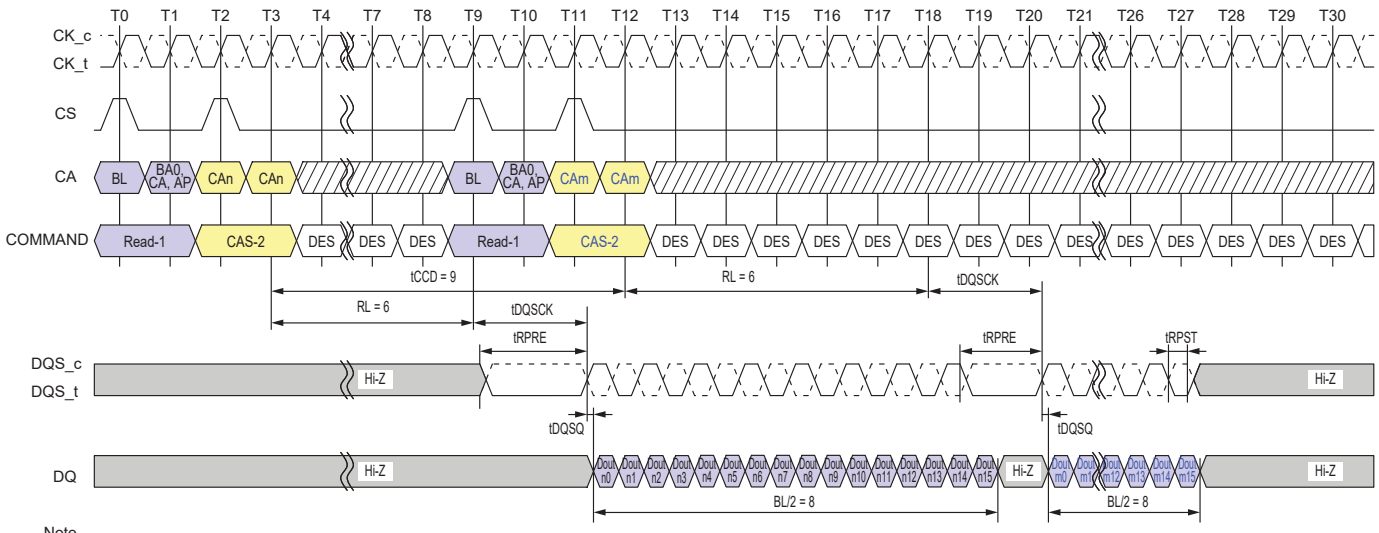 T0 T1 T2 T3 T4 T7 T8 T9 T10 T11 T12 T13 T14 T15 T16 T17 T18 T19 T20 T21 T26 T27 T28 T29 T30
CK_c
CK_t
CS
CA BL BA0, CA, AP CAn CAn BL BA0, CA, AP CAm CAm
COMMAND Read-1 CAS-2 DES DES DES Read-1 CAS-2 DES DES DES DES DES DES DES DES DES DES DES DES DES DES
tCCD = 9 RL = 6 tDQSCK
RL = 6 tDQSCK
tRPRE tRPRE tRPST
DQS_c
DQS_t
Hi-Z Hi-Z
tDQSQ tDQSQ
DQ Hi-Z Dout n0 Dout n1 Dout n2 Dout n3 Dout n4 Dout n5 Dout n6 Dout n7 Dout n8 Dout n9 Dout n10 Dout n11 Dout n12 Dout n13 Dout n14 Dout n15 Hi-Z Dout m0 Dout m1 Dout m12 Dout m13 Dout m14 Dout m15 Hi-Z
BL/2 = 8 BL/2 = 8
Note